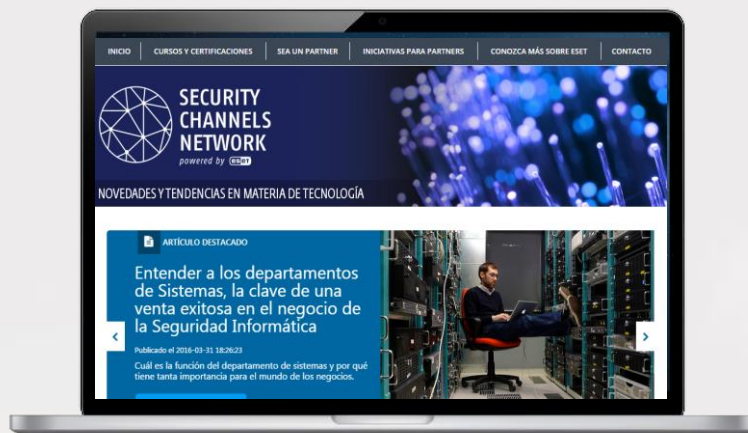 INICIO CURSOS Y CERTIFICACIONES SEA UN PARTNER INICIATIVAS PARA PARTNERS CONOZCA MÁS SOBRE ESET CONTACTO
SECURITY
CHANNELS
NETWORK
powered by eset
NOVEDADES Y TENDENCIAS EN MATERIA DE TECNOLOGÍA
ARTÍCULO DESTACADO
Entender a los departamentos
de Sistemas, la clave de una
venta exitosa en el negocio de
la Seguridad Informática
Publicado el 2016-03-31 18:26:23
Cuál es la función del departamento de sistemas y por qué
tiene tanta importancia para el mundo de los negocios.